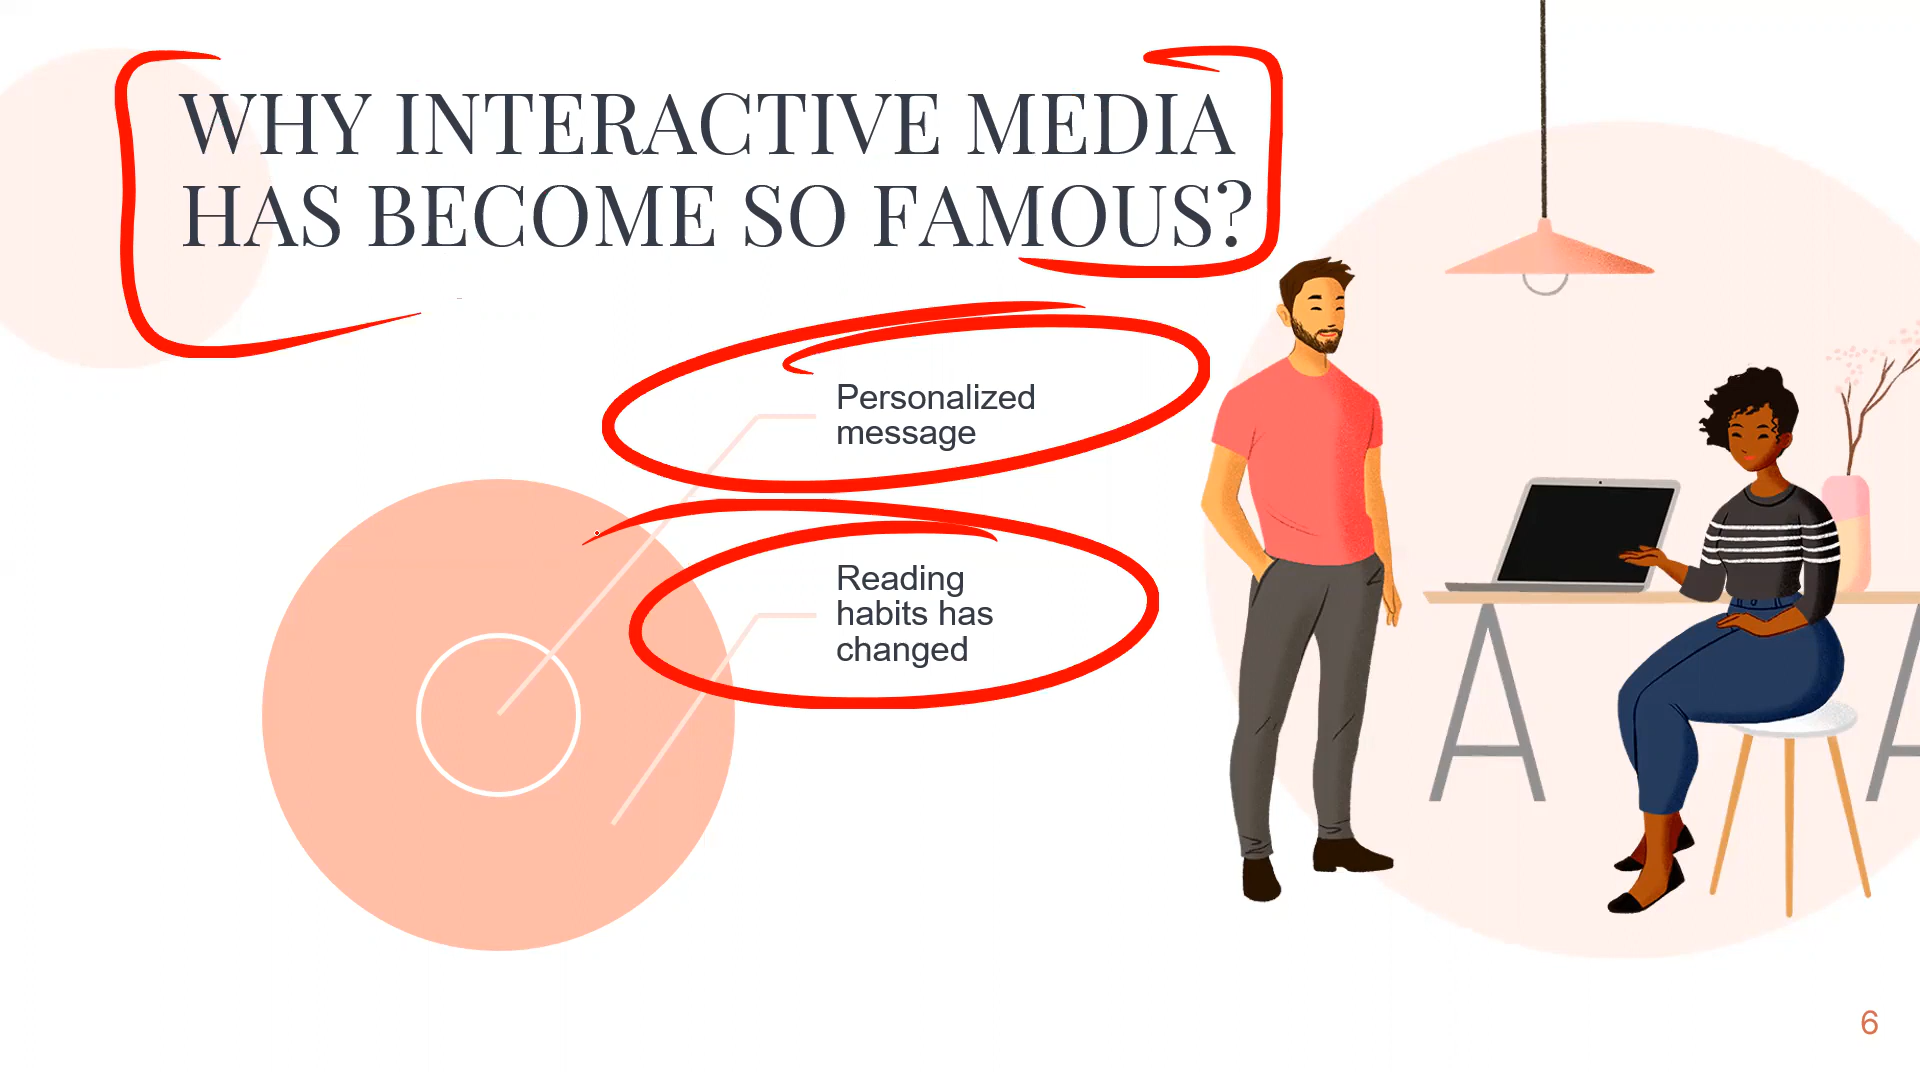 WHY INTERACTIVE MEDIA
HAS BECOME SO FAMOUS?
Personalized
message
Reading
habits has
changed
6